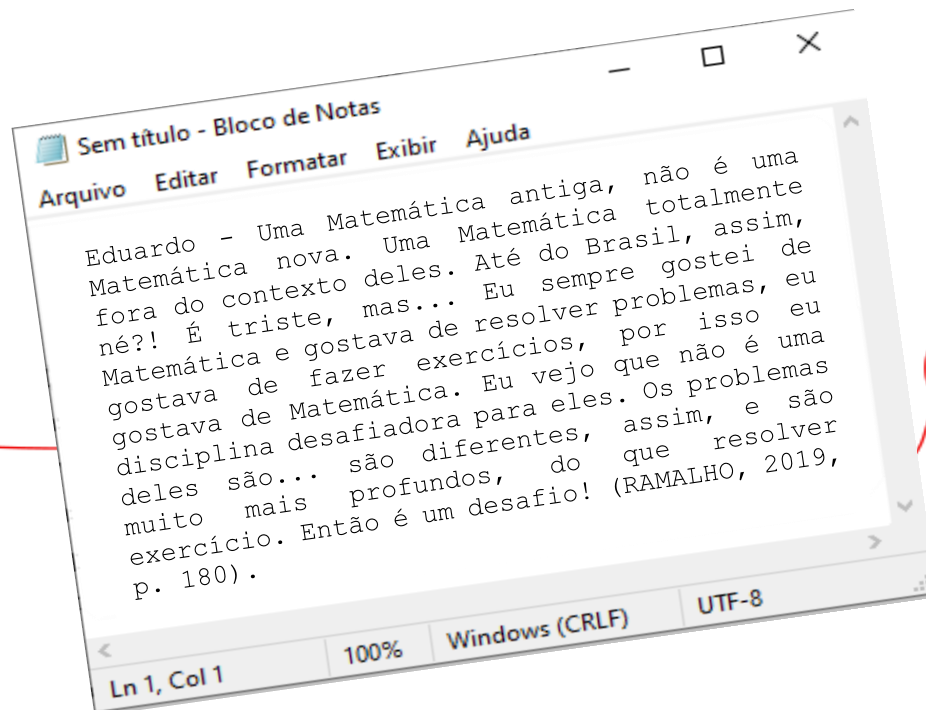 Sem título - Bloco de Notas
Arquivo Editar Formatar Exibir Ajuda
Eduardo - Uma Matemática antiga, não é uma
Matemática nova. Uma Matemática totalmente
fora do contexto deles. Até do Brasil, assim,
né?! É triste, mas... Eu sempre gostei de
Matemática e gostava de resolver problemas, eu
gostava de fazer exercícios, por isso eu
gostava de Matemática. Eu vejo que não é uma
disciplina desafiadora para eles. Os problemas
deles são... são diferentes, assim, e são
muito mais profundos, do que resolver
exercício. Então é um desafio! (RAMALHO, 2019,
p. 180).
Ln 1, Col 1 100% Windows (CRLF) UTF-8